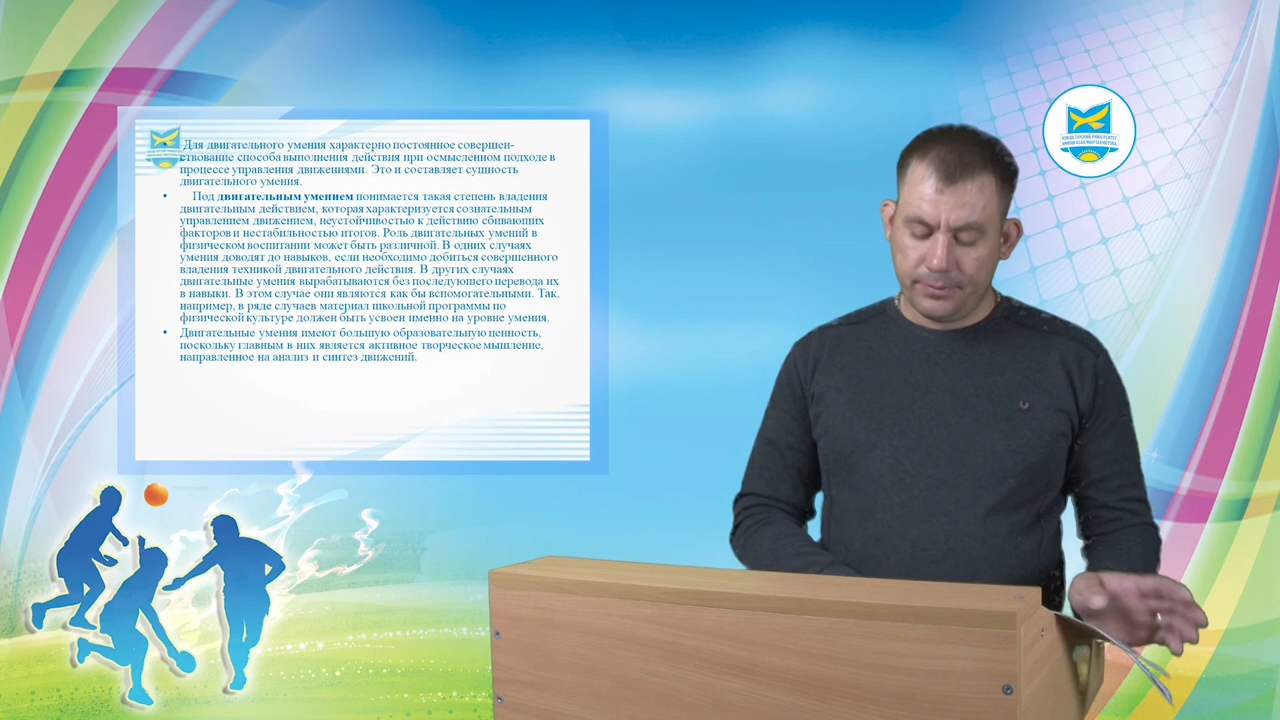 Для двигательного умения характерно постоянное совершен-
ствование способа выполнения действия при осмысленном подходе в
процессе управления движениями. Это и составляет сущность
двигательного умения.
• Под двигательным умением понимается такая степень владения
двигательным действием, которая характеризуется сознательным
управлением движением, неустойчивостью к действию сбивающих
факторов и нестабильностью итогов. Роль двигательных умений в
физическом воспитании может быть различной. В одних случаях
умения доводят до навыков, если необходимо добиться совершенного
владения техникой двигательного действия. В других случаях
двигательные умения вырабатываются без последующего перевода их
в навыки. В этом случае они являются как бы вспомогательными. Так,
например, в ряде случаев материал школьной программы по
физической культуре должен быть усвоен именно на уровне умения.
• Двигательные умения имеют большую образовательную ценность,
поскольку главным в них является активное творческое мышление,
направленное на анализ и синтез движений.
КОКШЕТАУСКИЙ УНИВЕРСИТЕТ
ИМЕНИ АБАЯ МЫРЗАХМЕТОВА